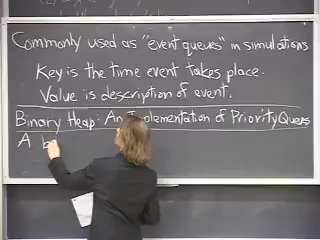 Commonly used as "event queues" in simulations
Key is the time event takes place.
Value is description of event.
Binary Heap: An Implementation of Priority Queues
A b